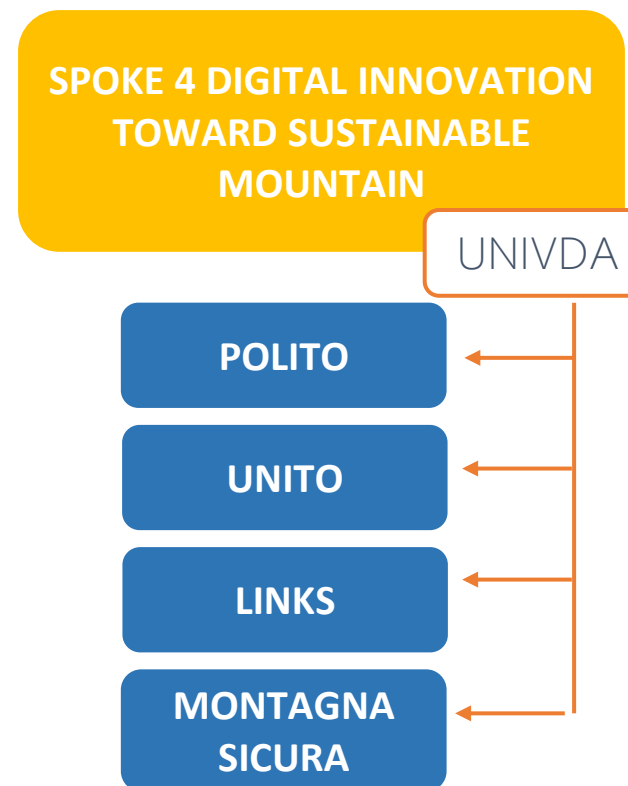 SPOKE 4 DIGITAL INNOVATION
TOWARD SUSTAINABLE
MOUNTAIN
UNIVDA
POLITO
UNITO
LINKS
MONTAGNA
SICURA